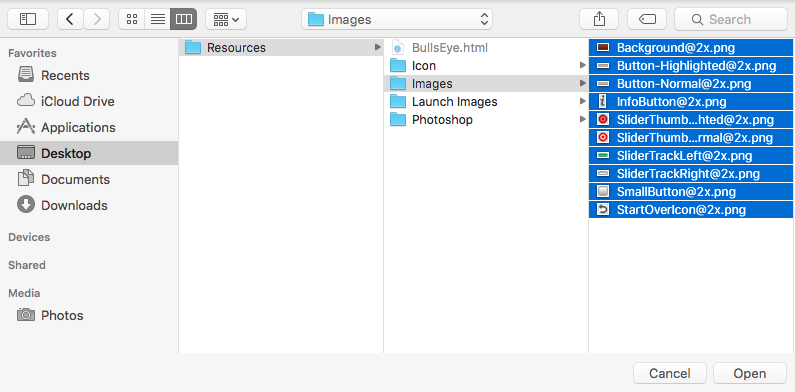 Images
Search
Favorites
Recents
iCloud Drive
Applications
Desktop
Documents
Downloads
Devices
Shared
Media
Photos
Resources
BullsEye.html
Icon
Images
Launch Images
Photoshop
Background@2x.png
Button-Highlighted@2x.png
Button-Normal@2x.png
InfoButton@2x.png
SliderThumb...hted@2x.png
SliderThumb...rmal@2x.png
SliderTrackLeft@2x.png
SliderTrackRight@2x.png
SmallButton@2x.png
StartOverIcon@2x.png
Cancel
Open